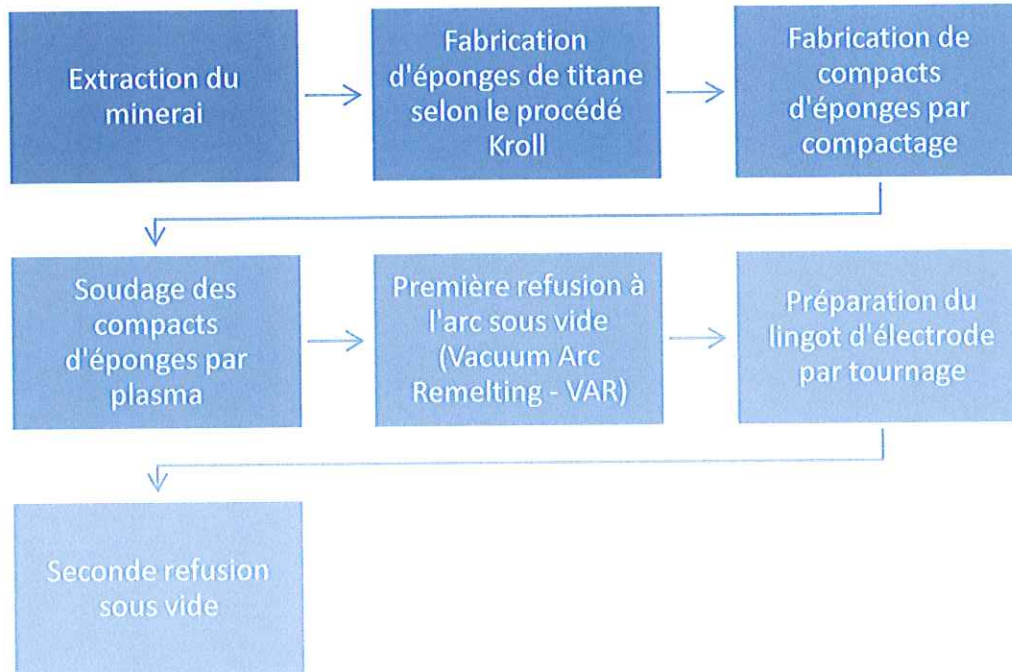 Extraction du
minerai
Fabrication
d'éponges de titane
selon le procédé
Kroll
Fabrication de
compacts
d'éponges par
compactage
Soudage des
compacts
d'éponges par
plasma
Première refusion à
l'arc sous vide
(Vacuum Arc
Remelting - VAR)
Préparation du
lingot d'électrode
par tournage
Seconde refusion
sous vide